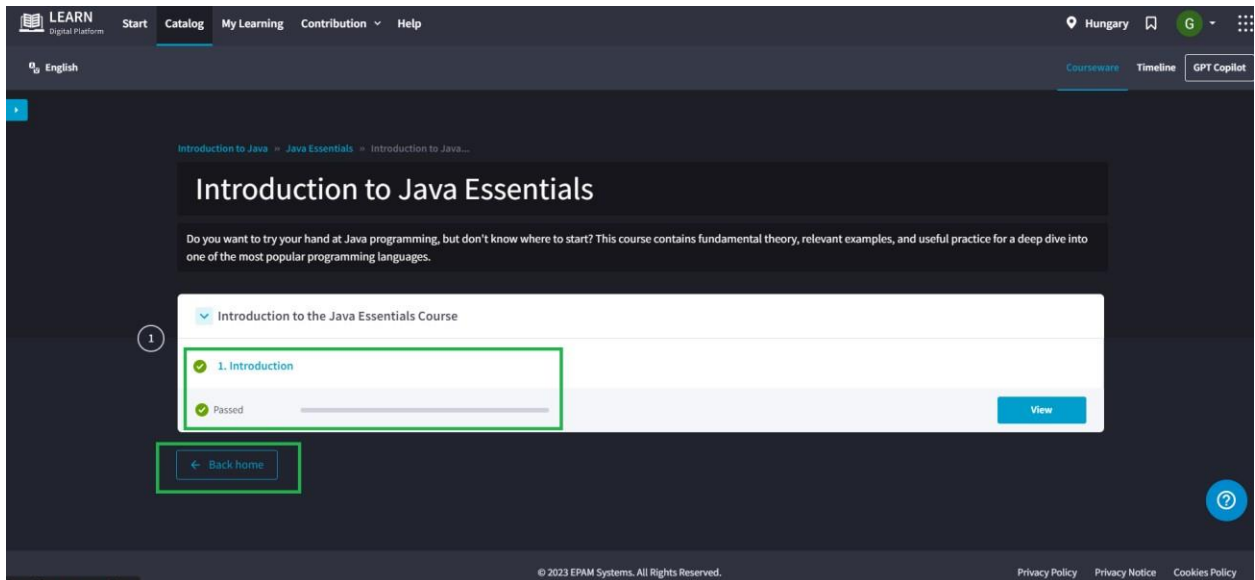 LEARN
Digital Platform
Start Catalog My Learning Contribution Help
Hungary
G
English
Courseware Timeline GPT Copilot
Introduction to Java » Java Essentials » Introduction to Java...
Introduction to Java Essentials
Do you want to try your hand at Java programming, but don't know where to start? This course contains fundamental theory, relevant examples, and useful practice for a deep dive into
one of the most popular programming languages.
Introduction to the Java Essentials Course
1
1. Introduction
Passed
View
← Back home
© 2023 EPAM Systems. All Rights Reserved.
Privacy Policy Privacy Notice Cookies Policy